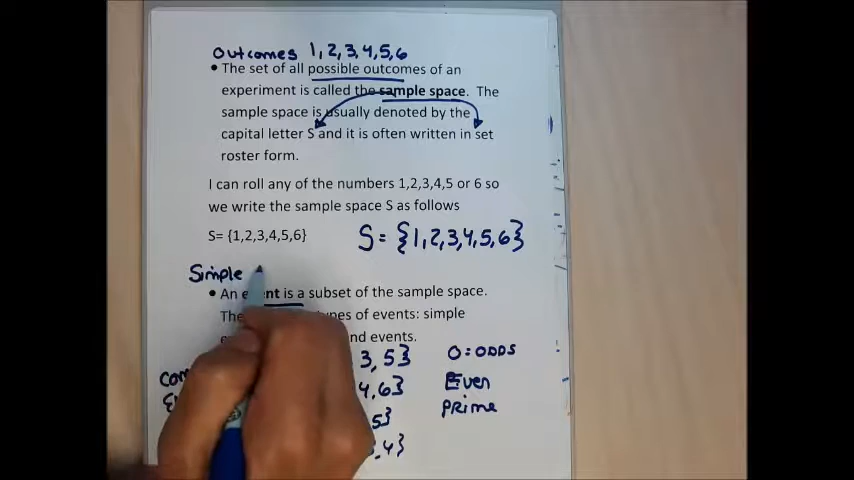 Outcomes 1,2,3,4,5,6
• The set of all possible outcomes of an
experiment is called the sample space. The
sample space is usually denoted by the
capital letter S and it is often written in set
roster form.
I can roll any of the numbers 1,2,3,4,5 or 6 so
we write the sample space S as follows
S= {1,2,3,4,5,6} S = {1,2,3,4,5,6}
Simple
• An event is a subset of the sample space.
types of events: simple
events.
3,5} O = ODDS
4,6} Even
5} Prime
4}